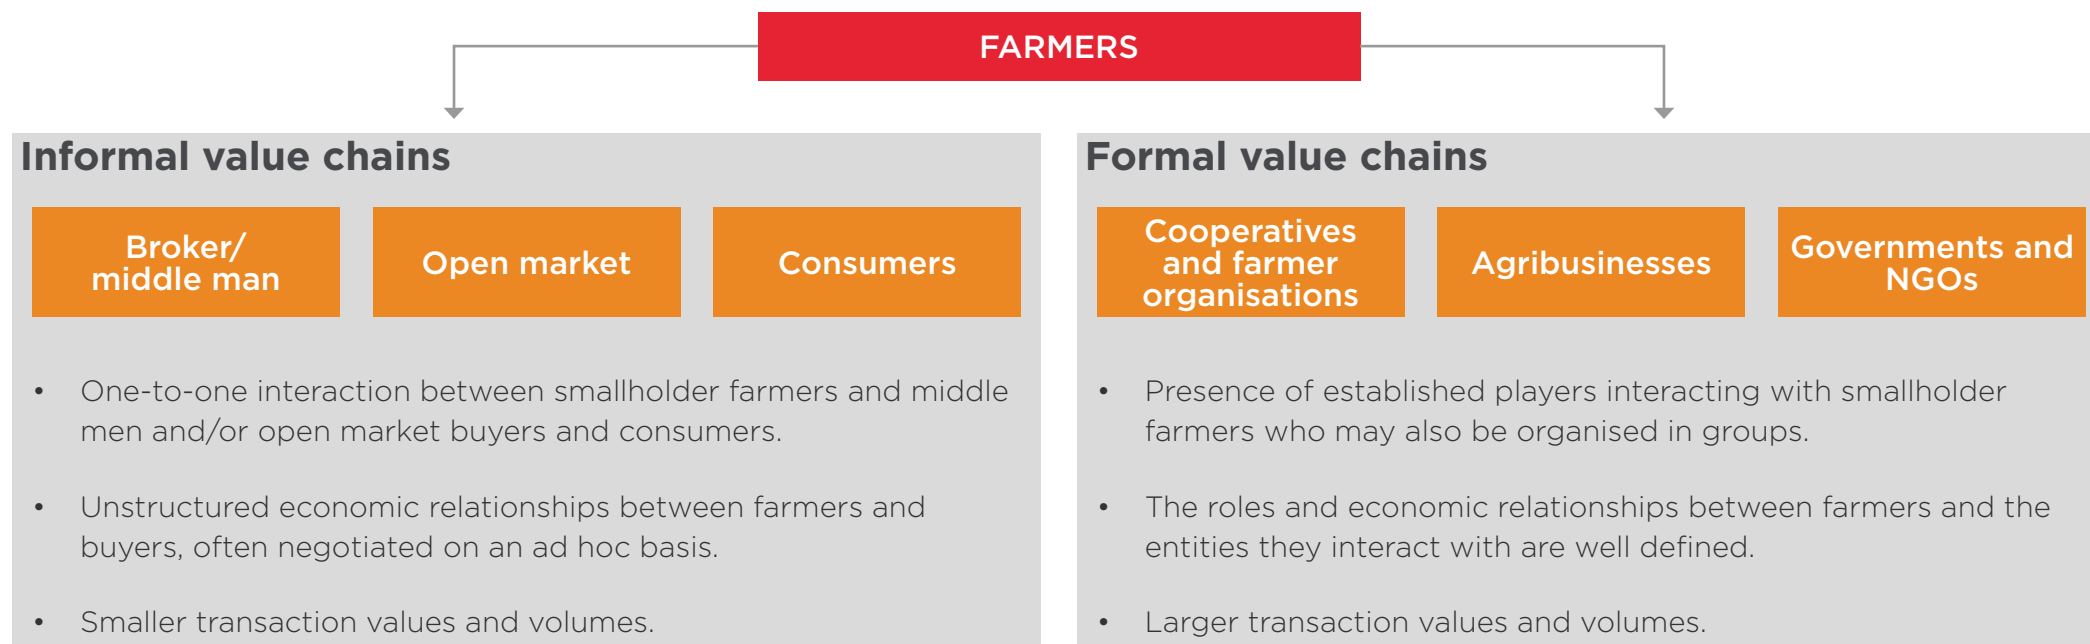 FARMERS
Informal value chains
Broker/
middle man
Open market
Consumers
• One-to-one interaction between smallholder farmers and middle
men and/or open market buyers and consumers.
• Unstructured economic relationships between farmers and
buyers, often negotiated on an ad hoc basis.
• Smaller transaction values and volumes.
Formal value chains
Cooperatives
and farmer
organisations
Agribusinesses
Governments and
NGOs
• Presence of established players interacting with smallholder
farmers who may also be organised in groups.
• The roles and economic relationships between farmers and the
entities they interact with are well defined.
• Larger transaction values and volumes.